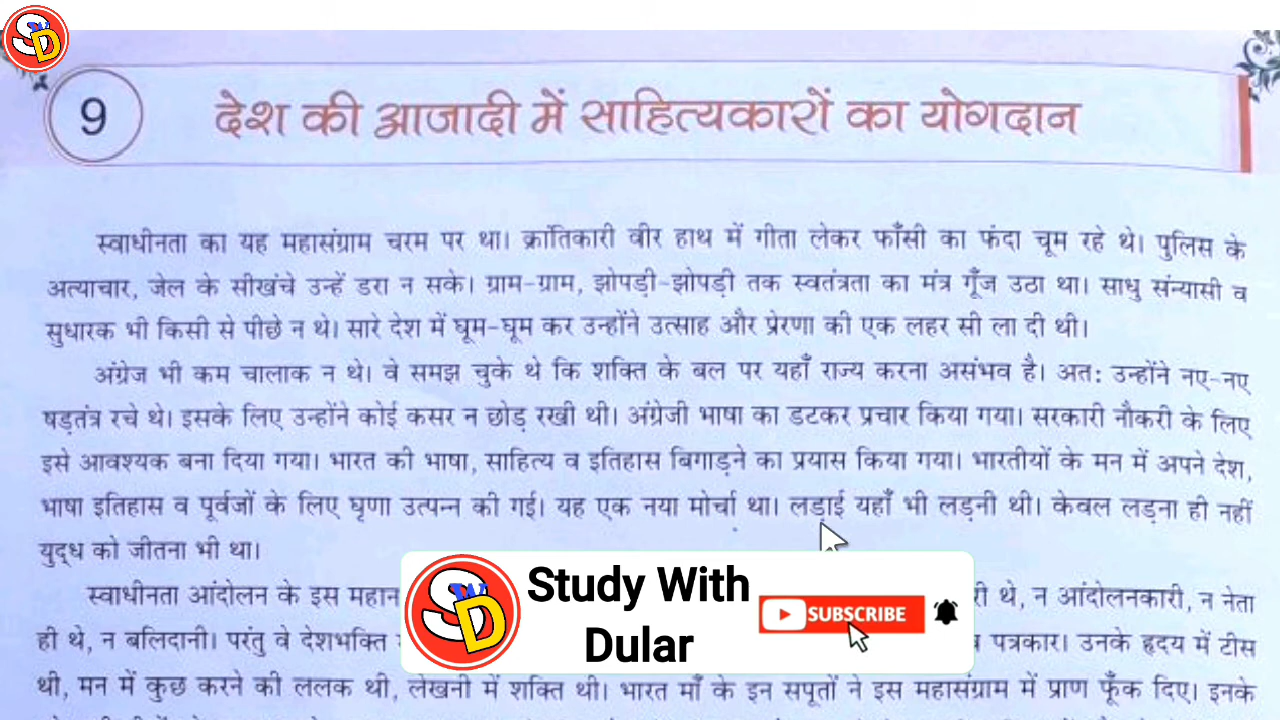 SWD
9
देश की आजादी में साहित्यकारों का योगदान
स्वाधीनता का यह महासंग्राम चरम पर था। क्रांतिकारी वीर हाथ में गीता लेकर फाँसी का फंदा चूम रहे थे। पुलिस के
अत्याचार, जेल के सीखंचे उन्हें डरा न सके। ग्राम-ग्राम, झोपड़ी-झोपड़ी तक स्वतंत्रता का मंत्र गूँज उठा था। साधु संन्यासी व
सुधारक भी किसी से पीछे न थे। सारे देश में घूम-घूम कर उन्होंने उत्साह और प्रेरणा की एक लहर सी ला दी थी।
अंग्रेज भी कम चालाक न थे। वे समझ चुके थे कि शक्ति के बल पर यहाँ राज्य करना असंभव है। अतः उन्होंने नए-नए
षड़तंत्र रचे थे। इसके लिए उन्होंने कोई कसर न छोड़ रखी थी। अंग्रेजी भाषा का डटकर प्रचार किया गया। सरकारी नौकरी के लिए
इसे आवश्यक बना दिया गया। भारत की भाषा, साहित्य व इतिहास बिगाड़ने का प्रयास किया गया। भारतीयों के मन में अपने देश,
भाषा इतिहास व पूर्वजों के लिए घृणा उत्पन्न की गई। यह एक नया मोर्चा था। लड़ाई यहाँ भी लड़नी थी। केवल लड़ना ही नहीं
युद्ध को जीतना भी था।
स्वाधीनता आंदोलन के इस महान थे, न आंदोलनकारी, न नेता
ही थे, न बलिदानी। परंतु वे देशभक्ति पत्रकार। उनके हृदय में टीस
थी, मन में कुछ करने की ललक थी, लेखनी में शक्ति थी। भारत माँ के इन सपूतों ने इस महासंग्राम में प्राण फूँक दिए। इनके
SWD
Study With
Dular
SUBSCRIBE